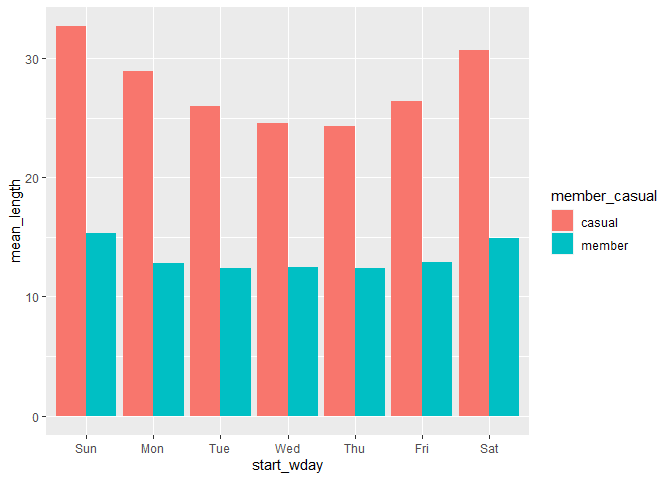 mean_length
30
20
10
0
Sun Mon Tue Wed Thu Fri Sat
start_wday
member_casual
casual
member